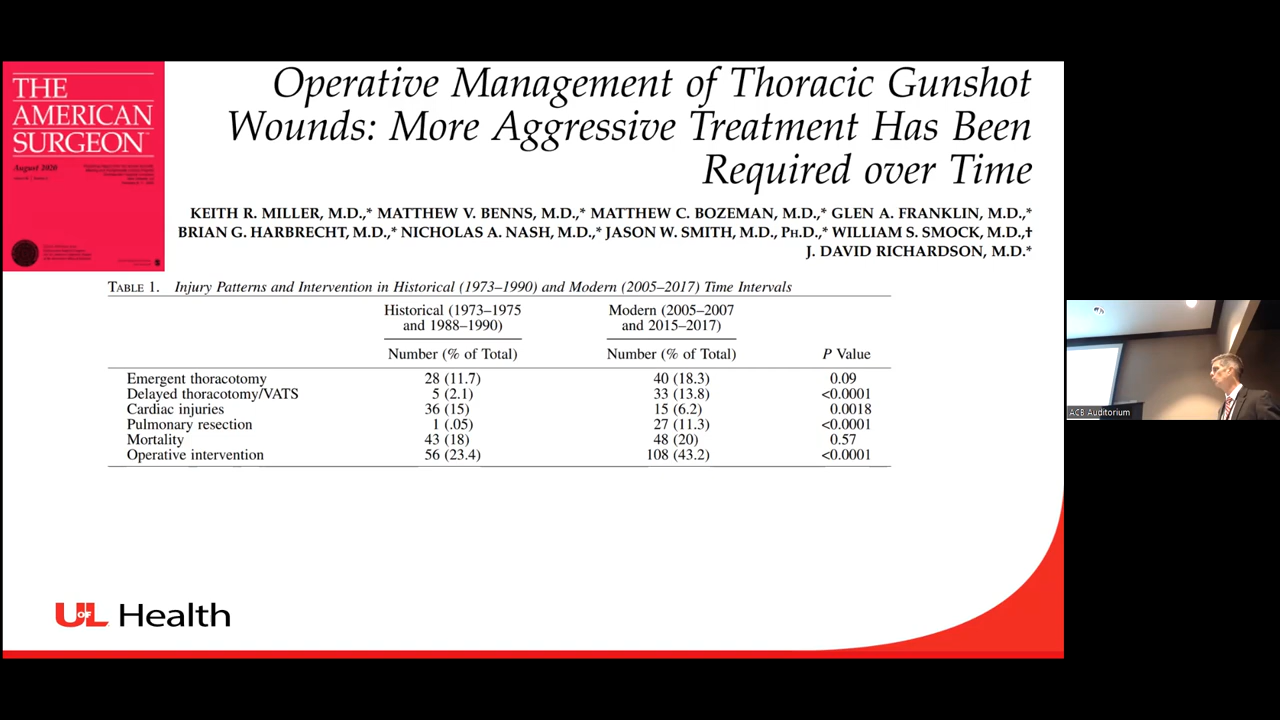 THE
AMERICAN
SURGEON
August 2020
Operative Management of Thoracic Gunshot
Wounds: More Aggressive Treatment Has Been
Required over Time
KEITH R. MILLER, M.D.,* MATTHEW V. BENNS, M.D.,* MATTHEW C. BOZEMAN, M.D.,* GLEN A. FRANKLIN, M.D.,*
BRIAN G. HARBRECHT, M.D.,* NICHOLAS A. NASH, M.D.,* JASON W. SMITH, M.D., PH.D.,* WILLIAM S. SMOCK, M.D.,†
J. DAVID RICHARDSON, M.D.*
TABLE 1. Injury Patterns and Intervention in Historical (1973–1990) and Modern (2005–2017) Time Intervals
Historical (1973–1975 Modern (2005–2007
and 1988–1990) and 2015–2017)
Number (% of Total) Number (% of Total) P Value
Emergent thoracotomy 28 (11.7) 40 (18.3) 0.09
Delayed thoracotomy/VATS 5 (2.1) 33 (13.8) <0.0001
Cardiac injuries 36 (15) 15 (6.2) 0.0018
Pulmonary resection 1 (.05) 27 (11.3) <0.0001
Mortality 43 (18) 48 (20) 0.57
Operative intervention 56 (23.4) 108 (43.2) <0.0001
UofL Health
ACB Auditorium